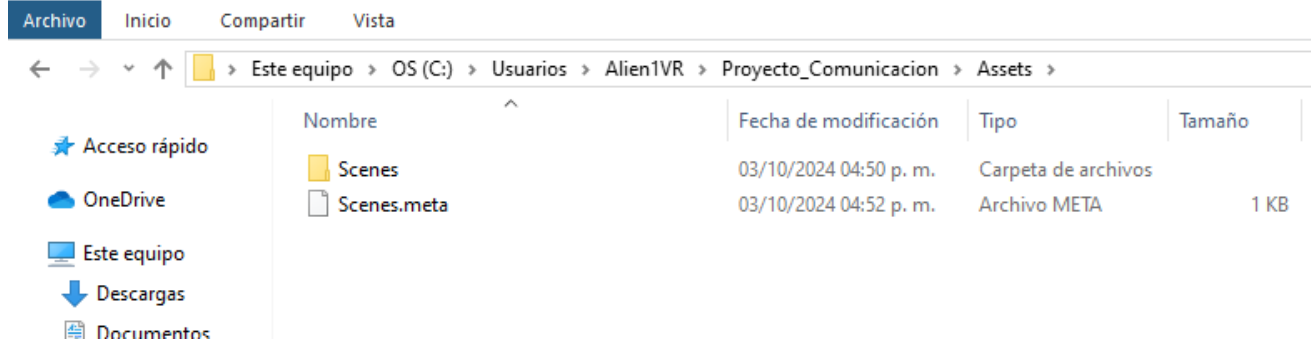 Archivo Inicio Compartir Vista
Este equipo > OS (C:) > Usuarios > Alien1VR > Proyecto_Comunicacion > Assets >
Nombre Fecha de modificación Tipo Tamaño
Acceso rápido
Scenes 03/10/2024 04:50 p. m. Carpeta de archivos
OneDrive
Scenes.meta 03/10/2024 04:52 p. m. Archivo META 1 KB
Este equipo
Descargas
Documentos